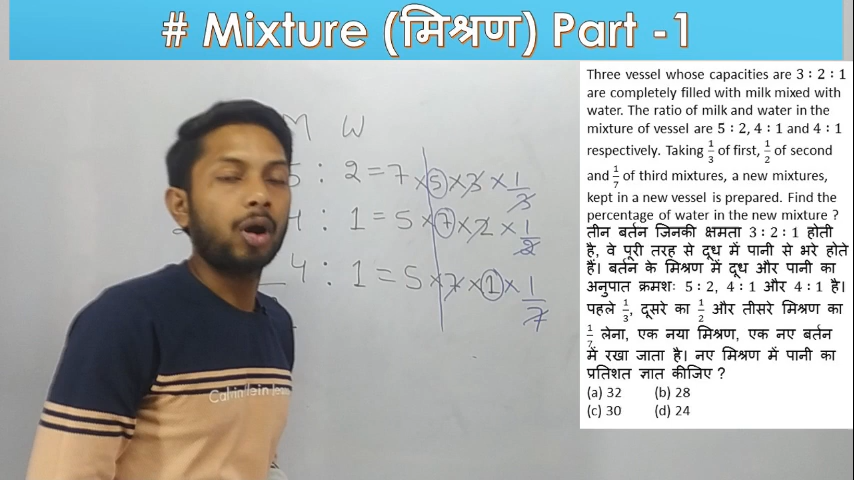 # Mixture (मिश्रण) Part -1
Three vessel whose capacities are 3 : 2 : 1
are completely filled with milk mixed with
water. The ratio of milk and water in the
mixture of vessel are 5 : 2, 4 : 1 and 4 : 1
respectively. Taking 1/3 of first, 1/2 of second
and 1/7 of third mixtures, a new mixtures,
kept in a new vessel is prepared. Find the
percentage of water in the new mixture ?
तीन बर्तन जिनकी क्षमता 3 : 2 : 1 होती
है, वे पूरी तरह से दूध में पानी से भरे होते
हैं। बर्तन के मिश्रण में दूध और पानी का
अनुपात क्रमशः 5 : 2, 4 : 1 और 4 : 1 है।
पहले 1/3, दूसरे का 1/2 और तीसरे मिश्रण का
1/7 लेना, एक नया मिश्रण, एक नए बर्तन
में रखा जाता है। नए मिश्रण में पानी का
प्रतिशत ज्ञात कीजिए ?
(a) 32 (b) 28
(c) 30 (d) 24
M W
5 : 2 = 7 × 5 × 3 × 1/3
4 : 1 = 5 × 7 × 2 × 1/2
4 : 1 = 5 × 7 × 1 × 1/7
Calvin Klein Jeans